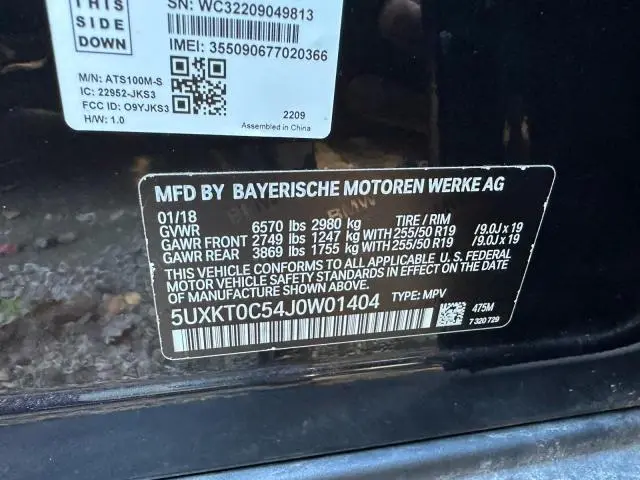 THIS
SIDE
DOWN
SN: WC32209049813
IMEI: 355090677020366
M/N: ATS100M-S
IC: 22952-JKS3
FCC ID: O9YJKS3
H/W: 1.0
2209
Assembled in China
MFD BY BAYERISCHE MOTOREN WERKE AG
01/18
GVWR 6570 lbs 2980 kg TIRE / RIM
GAWR FRONT 2749 lbs 1247 kg WITH 255/50 R19 /9.0J x 19
GAWR REAR 3869 lbs 1755 kg WITH 255/50 R19 /9.0J x 19
THIS VEHICLE CONFORMS TO ALL APPLICABLE U. S. FEDERAL
MOTOR VEHICLE SAFETY STANDARDS IN EFFECT ON THE
DATE OF MANUFACTURE SHOWN ABOVE.
5UXKT0C54J0W01404 TYPE: MPV
475M
7 320 729